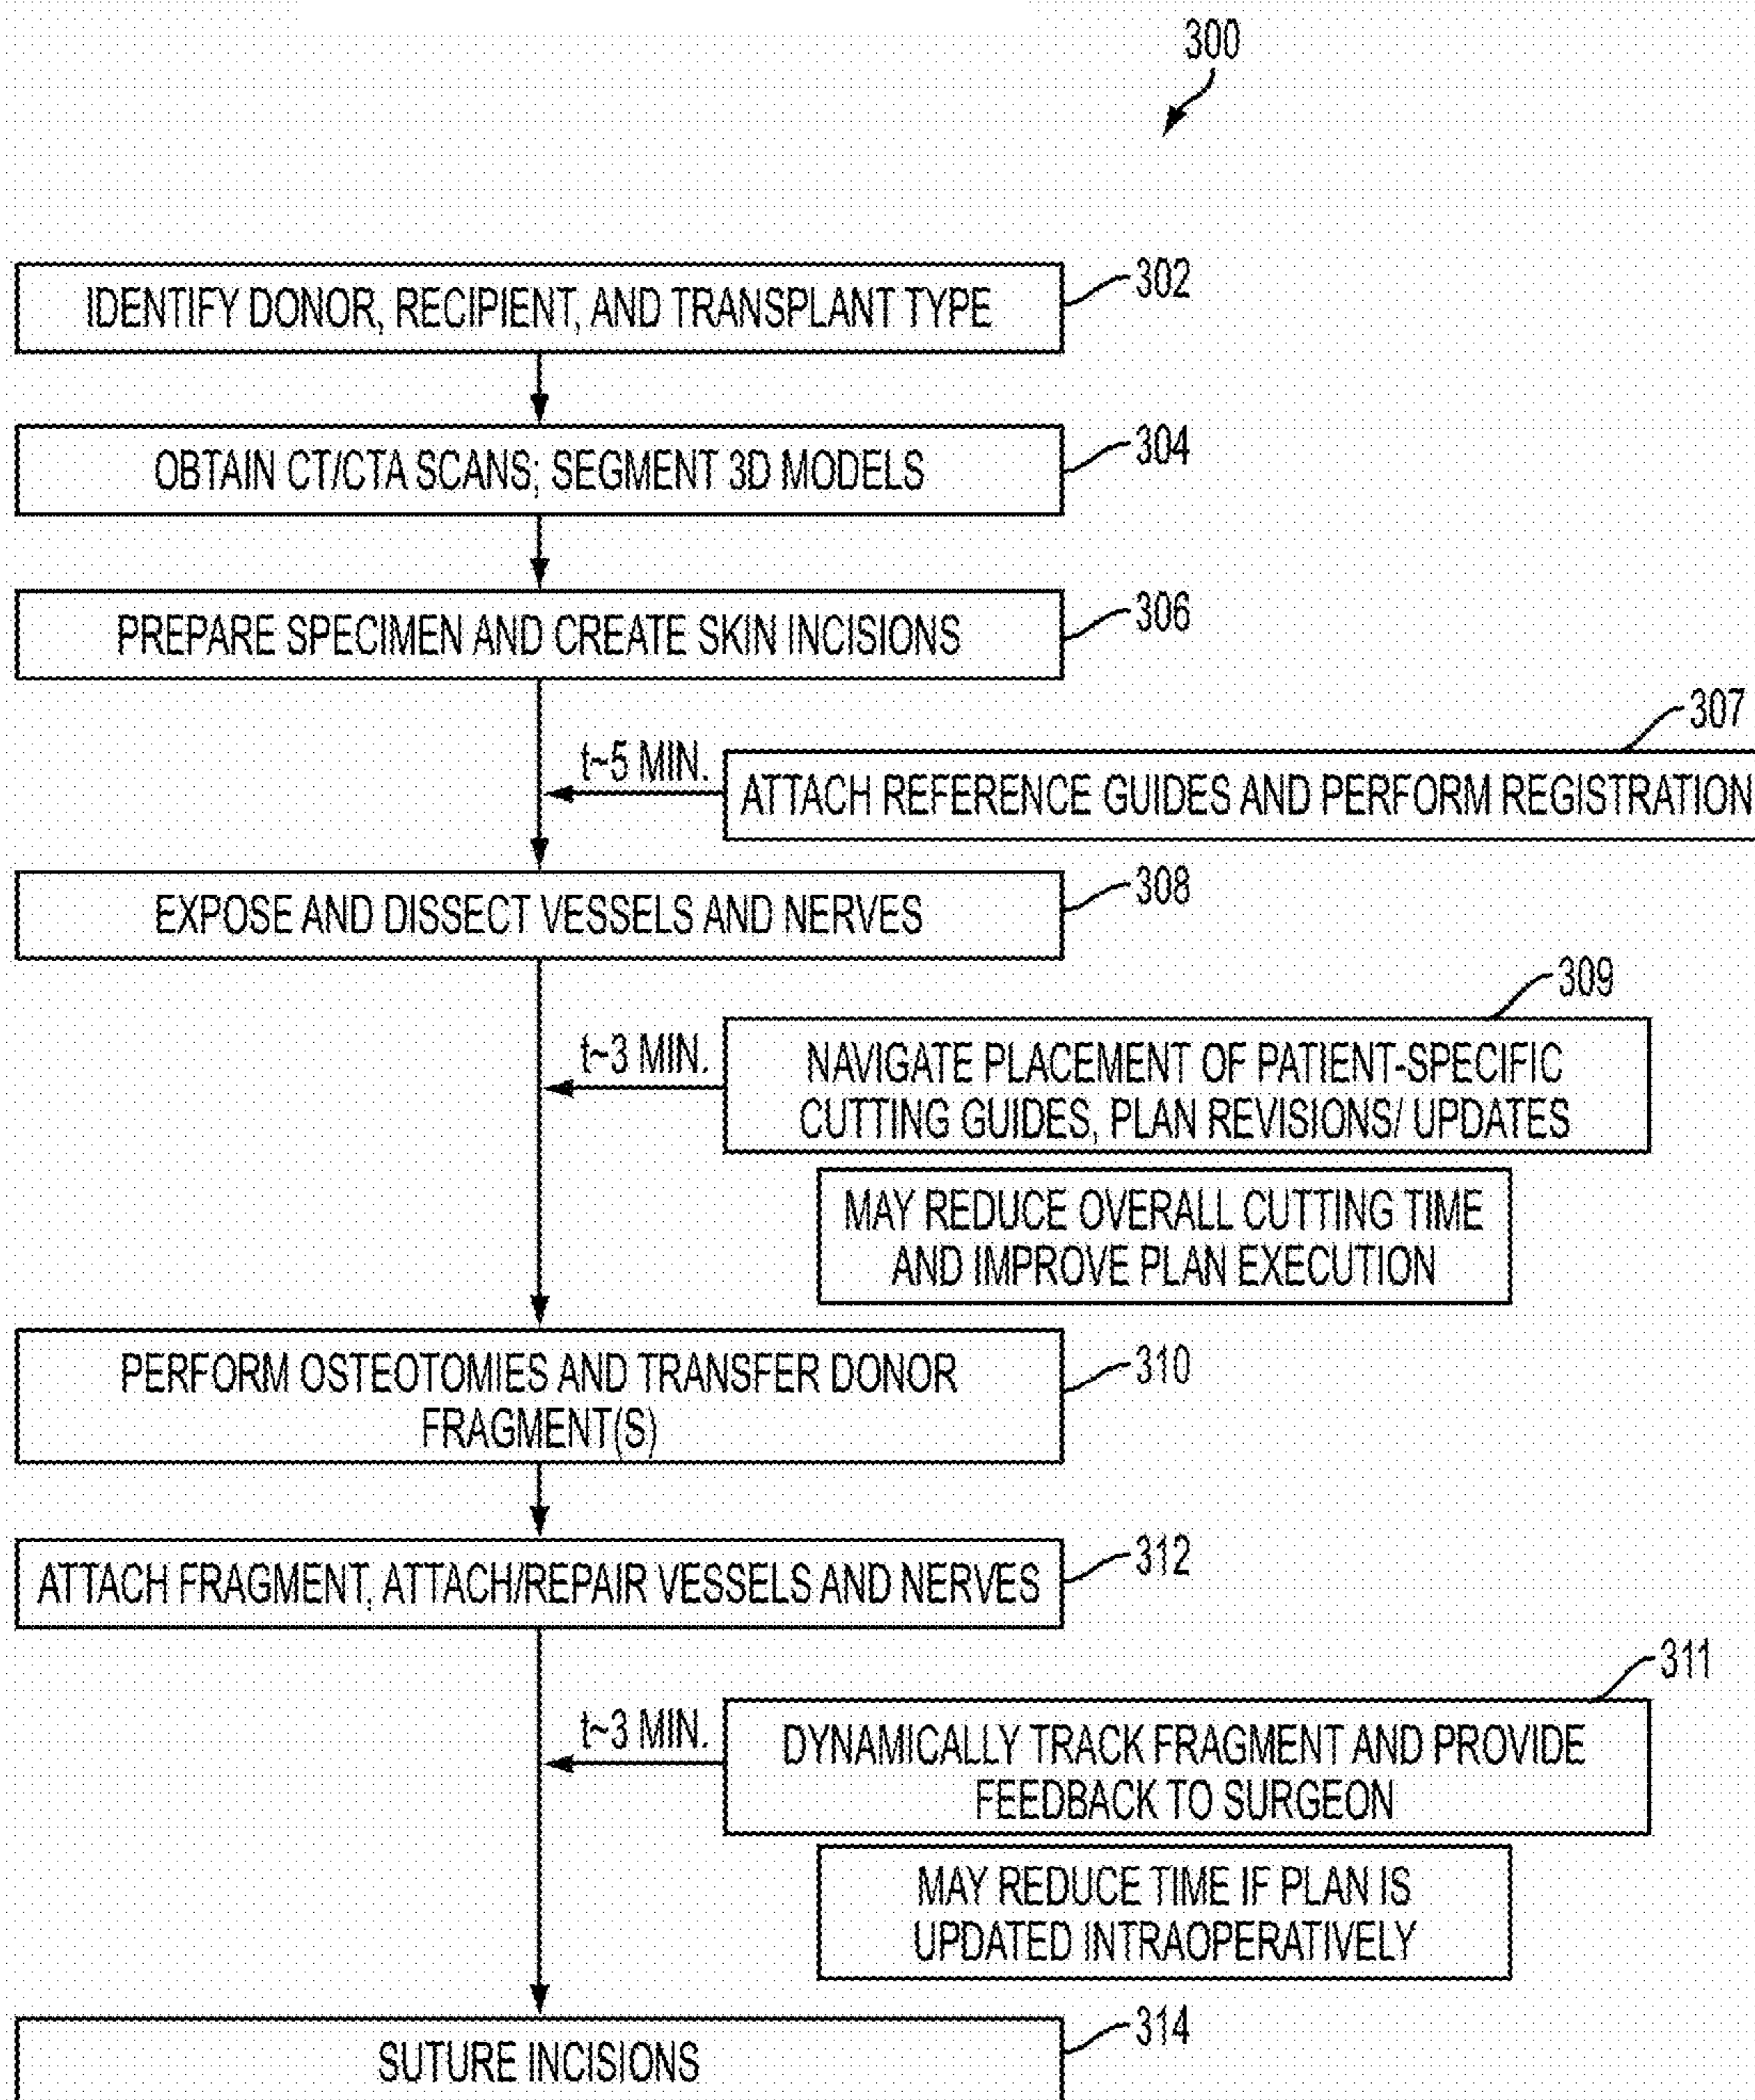 300
IDENTIFY DONOR, RECIPIENT, AND TRANSPLANT TYPE
302
OBTAIN CT/CTA SCANS; SEGMENT 3D MODELS
304
PREPARE SPECIMEN AND CREATE SKIN INCISIONS
306
307
t~5 MIN.
ATTACH REFERENCE GUIDES AND PERFORM REGISTRATION
EXPOSE AND DISSECT VESSELS AND NERVES
308
309
t~3 MIN.
NAVIGATE PLACEMENT OF PATIENT-SPECIFIC
CUTTING GUIDES, PLAN REVISIONS/ UPDATES
MAY REDUCE OVERALL CUTTING TIME
AND IMPROVE PLAN EXECUTION
PERFORM OSTEOTOMIES AND TRANSFER DONOR
FRAGMENT(S)
310
ATTACH FRAGMENT, ATTACH/REPAIR VESSELS AND NERVES
312
311
t~3 MIN.
DYNAMICALLY TRACK FRAGMENT AND PROVIDE
FEEDBACK TO SURGEON
MAY REDUCE TIME IF PLAN IS
UPDATED INTRAOPERATIVELY
SUTURE INCISIONS
314